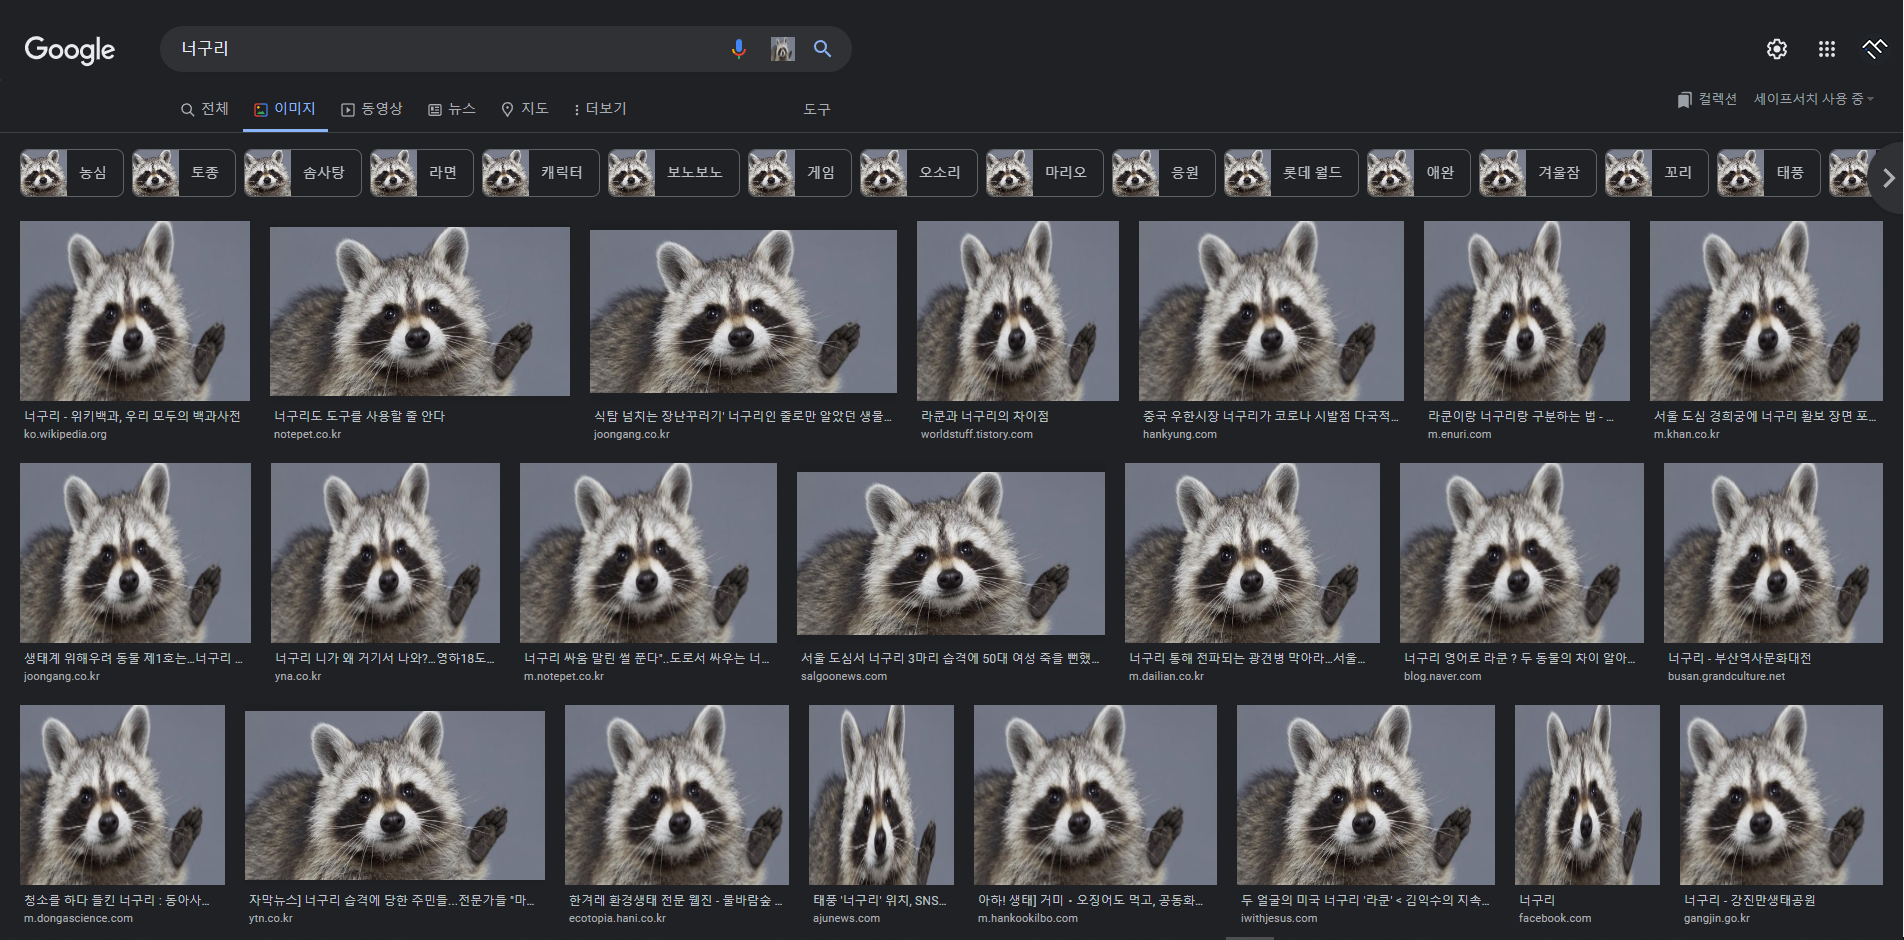 Google
너구리
전체
이미지
동영상
뉴스
지도
더보기
도구
컬렉션
세이프서치 사용 중
농심
토종
솜사탕
라면
캐릭터
보노보노
게임
오소리
마리오
응원
롯데 월드
애완
겨울잠
꼬리
태풍
너구리 - 위키백과, 우리 모두의 백과사전
ko.wikipedia.org
너구리도 도구를 사용할 줄 안다
notepet.co.kr
식탐 넘치는 장난꾸러기' 너구리인 줄로만 알았던 생물...
joongang.co.kr
라쿤과 너구리의 차이점
worldstuff.tistory.com
중국 우한시장 너구리가 코로나 시발점 다국적...
hankyung.com
라쿤이랑 너구리랑 구분하는 법 - ...
m.enuri.com
서울 도심 경희궁에 너구리 활보 장면 포...
m.khan.co.kr
생태계 위해우려 동물 제1호는…너구리 ...
joongang.co.kr
너구리 니가 왜 거기서 나와?…영하18도...
yna.co.kr
너구리 싸움 말린 썰 푼다"..도로서 싸우는 너...
m.notepet.co.kr
서울 도심서 너구리 3마리 습격에 50대 여성 죽을 뻔했...
salgoonews.com
너구리 통해 전파되는 광견병 막아라…서울...
m.dailian.co.kr
너구리 영어로 라쿤 ? 두 동물의 차이 알아...
blog.naver.com
너구리 - 부산역사문화대전
busan.grandculture.net
청소를 하다 들킨 너구리 : 동아사...
m.dongascience.com
자막뉴스] 너구리 습격에 당한 주민들...전문가들 "마...
ytn.co.kr
한겨레 환경생태 전문 웹진 - 물바람숲 ...
ecotopia.hani.co.kr
태풍 '너구리' 위치, SNS...
ajunews.com
아하! 생태] 거미・오징어도 먹고, 공동화...
m.hankookilbo.com
두 얼굴의 미국 너구리 '라쿤' < 김익수의 지속...
iwithjesus.com
너구리
facebook.com
너구리 - 강진만생태공원
gangjin.go.kr